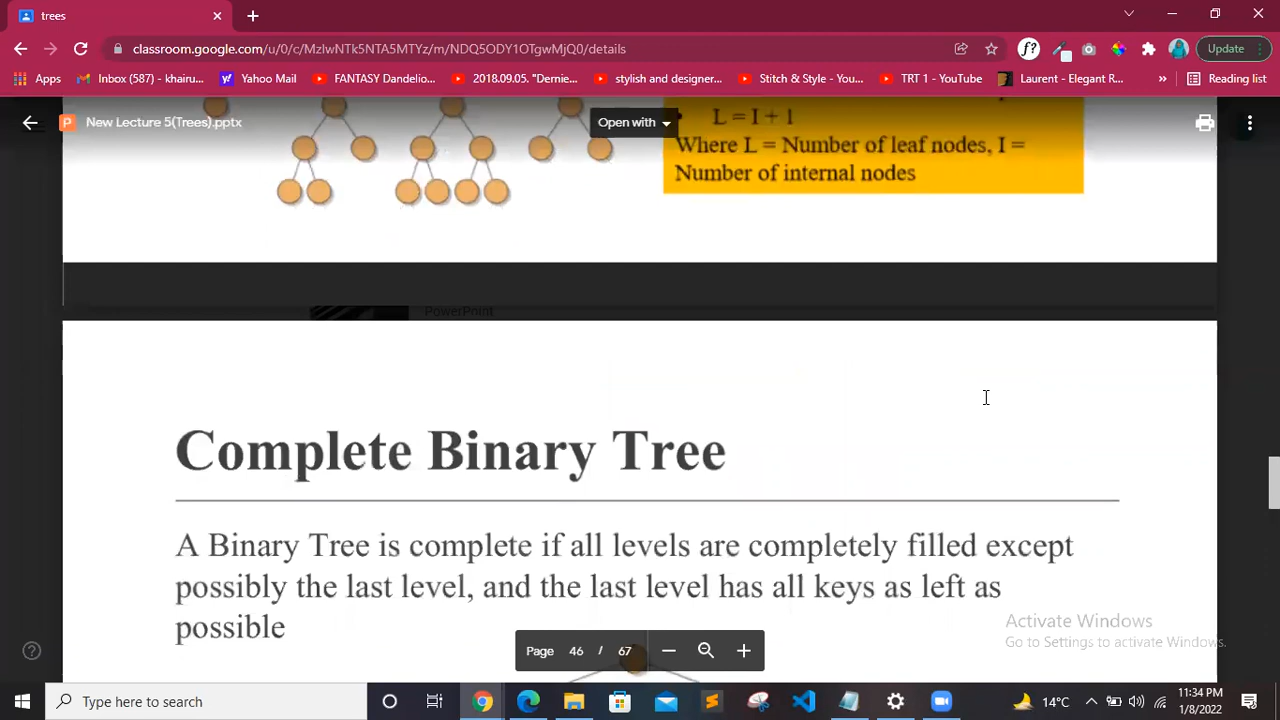 trees
classroom.google.com/u/0/c/MzlwNTk5NTA5MTYz/m/NDQ5ODY1OTgwMjQ0/details
Update
Apps
Inbox (587) - khairu...
Yahoo Mail
FANTASY Dandelio...
2018.09.05. "Dernie...
stylish and designer...
Stitch & Style - You...
TRT 1 - YouTube
Laurent - Elegant R...
Reading list
New Lecture 5(Trees).pptx
Open with
• L = I + 1
Where L = Number of leaf nodes, I =
Number of internal nodes
PowerPoint
Complete Binary Tree
A Binary Tree is complete if all levels are completely filled except
possibly the last level, and the last level has all keys as left as
possible
Activate Windows
Go to Settings to activate Windows.
Page 46 / 67
Type here to search
14°C
11:34 PM
1/8/2022